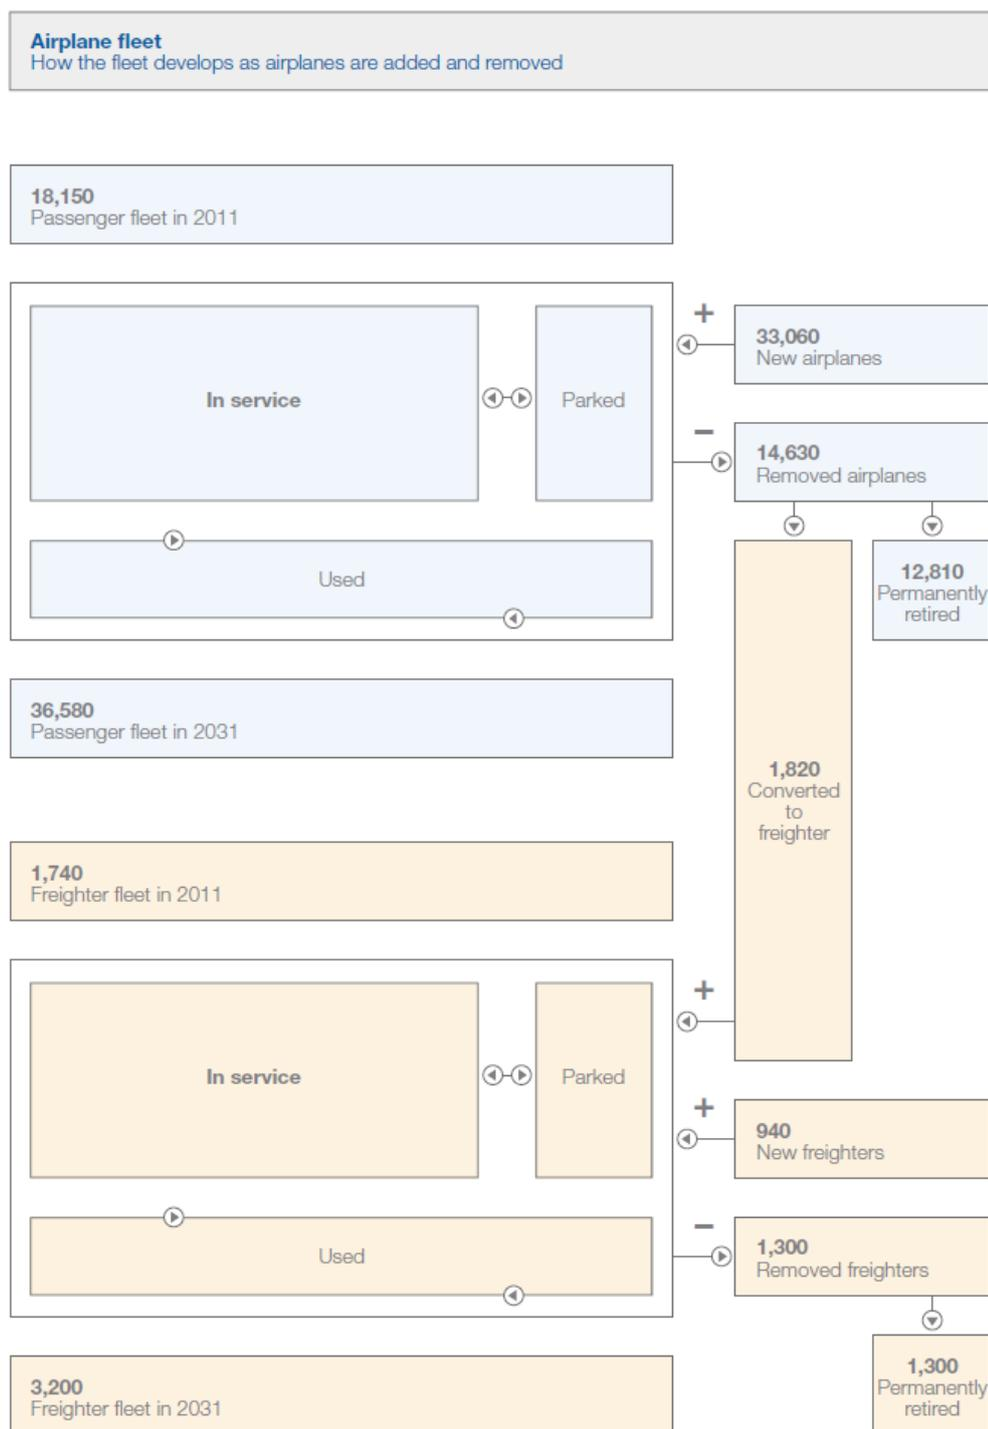 Airplane fleet
How the fleet develops as airplanes are added and removed
18,150
Passenger fleet in 2011
In service
Parked
Used
+
33,060
New airplanes
−
14,630
Removed airplanes
12,810
Permanently
retired
36,580
Passenger fleet in 2031
1,820
Converted
to
freighter
1,740
Freighter fleet in 2011
In service
Parked
Used
+
+
940
New freighters
−
1,300
Removed freighters
1,300
Permanently
retired
3,200
Freighter fleet in 2031